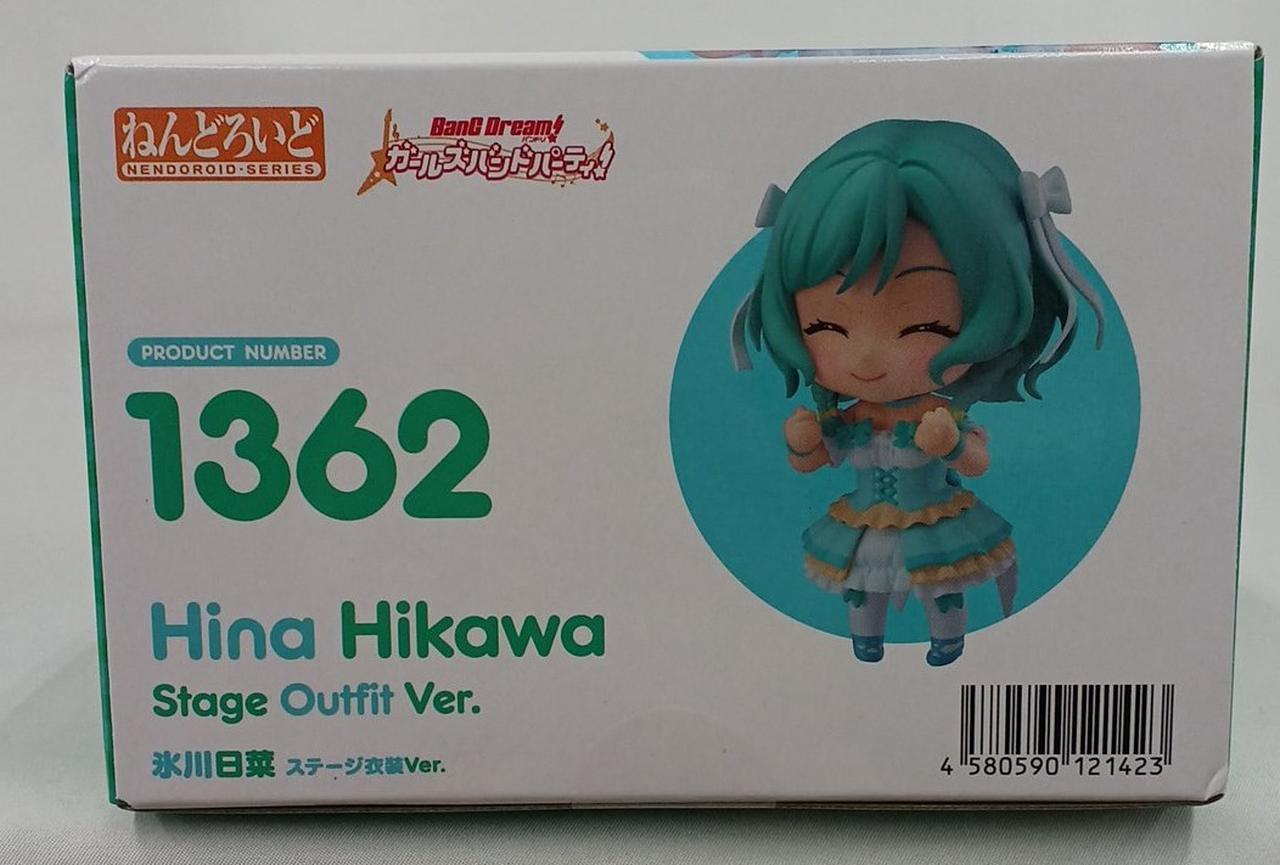 ねんどろいど
NENDOROID・SERIES
BanG Dream!
バンドリ
ガールズバンドパーティ!
PRODUCT NUMBER
1362
Hina Hikawa
Stage Outfit Ver.
氷川日菜 ステージ衣装Ver.
4 580590 121423